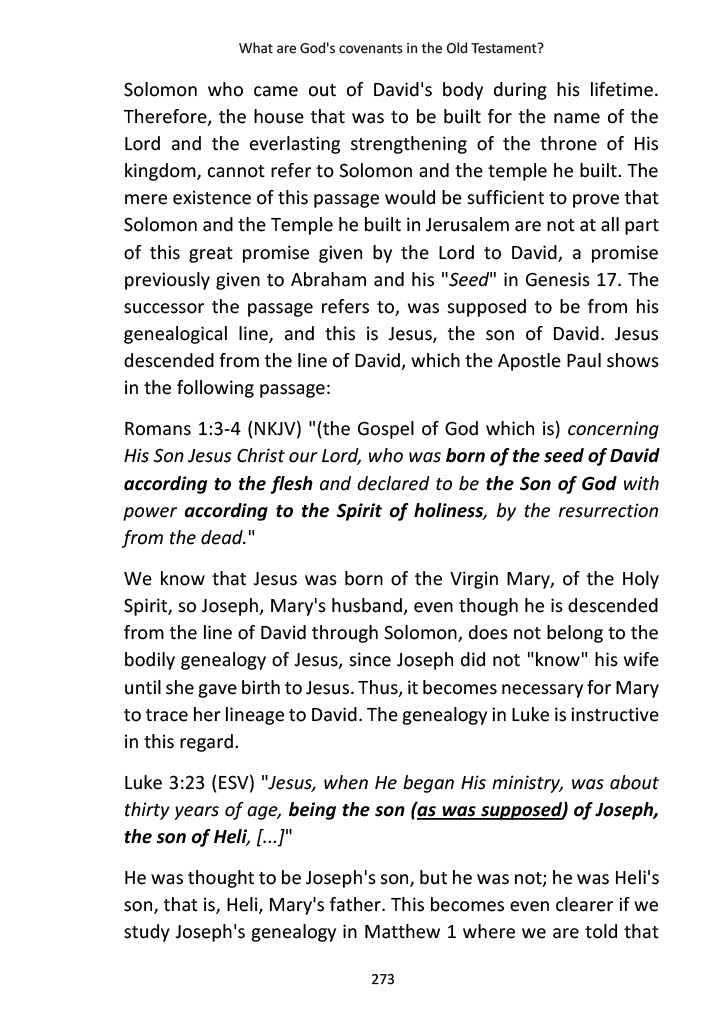 What are God's covenants in the Old Testament?
Solomon who came out of David's body during his lifetime.
Therefore, the house that was to be built for the name of the
Lord and the everlasting strengthening of the throne of His
kingdom, cannot refer to Solomon and the temple he built. The
mere existence of this passage would be sufficient to prove that
Solomon and the Temple he built in Jerusalem are not at all part
of this great promise given by the Lord to David, a promise
previously given to Abraham and his "Seed" in Genesis 17. The
successor the passage refers to, was supposed to be from his
genealogical line, and this is Jesus, the son of David. Jesus
descended from the line of David, which the Apostle Paul shows
in the following passage:
Romans 1:3-4 (NKJV) "(the Gospel of God which is) concerning
His Son Jesus Christ our Lord, who was born of the seed of David
according to the flesh and declared to be the Son of God with
power according to the Spirit of holiness, by the resurrection
from the dead."
We know that Jesus was born of the Virgin Mary, of the Holy
Spirit, so Joseph, Mary's husband, even though he is descended
from the line of David through Solomon, does not belong to the
bodily genealogy of Jesus, since Joseph did not "know" his wife
until she gave birth to Jesus. Thus, it becomes necessary for Mary
to trace her lineage to David. The genealogy in Luke is instructive
in this regard.
Luke 3:23 (ESV) "Jesus, when He began His ministry, was about
thirty years of age, being the son (as was supposed) of Joseph,
the son of Heli, [...]"
He was thought to be Joseph's son, but he was not; he was Heli's
son, that is, Heli, Mary's father. This becomes even clearer if we
study Joseph's genealogy in Matthew 1 where we are told that
273